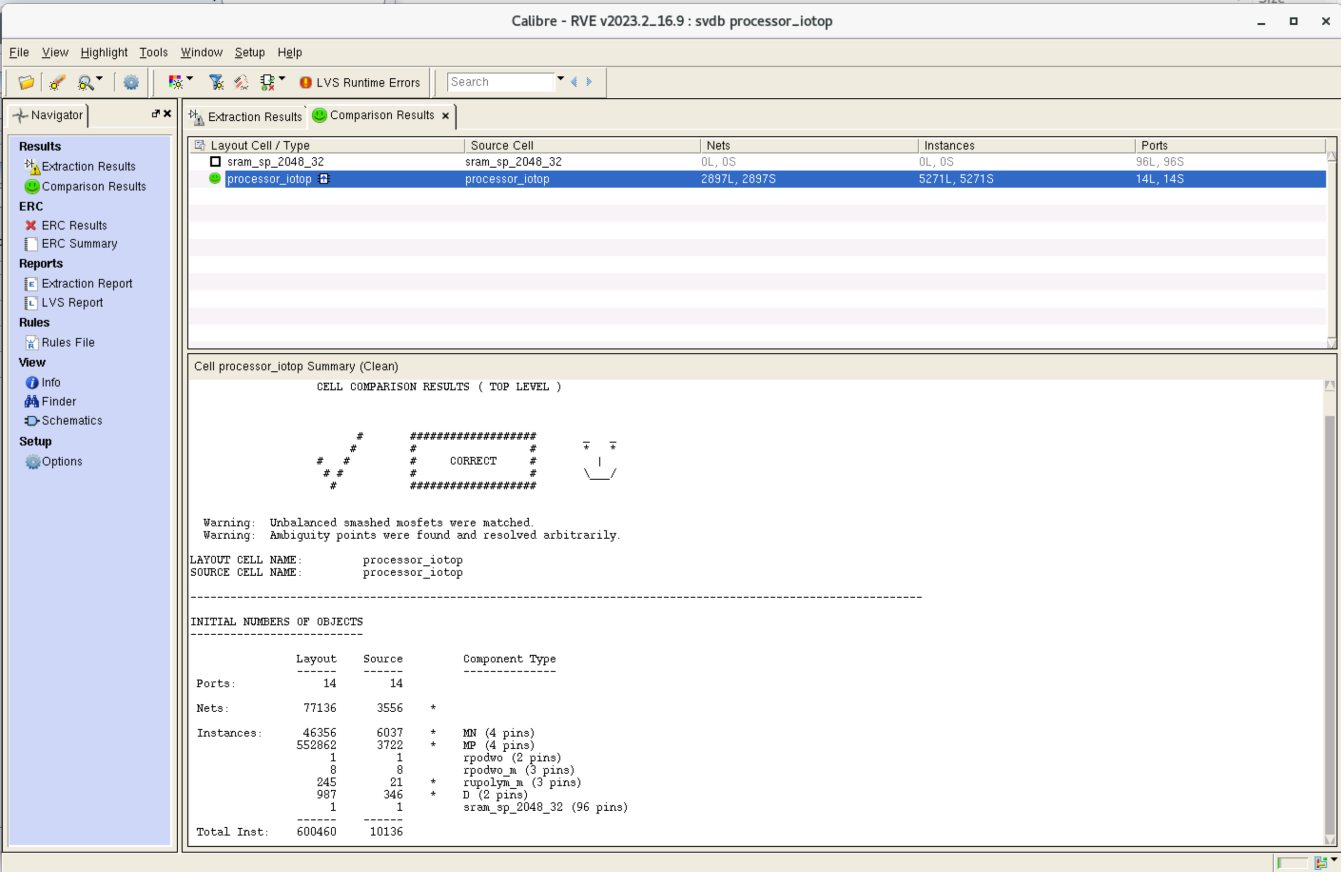 Calibre - RVE v2023.2_16.9 : svdb processor_iotop
File View Highlight Tools Window Setup Help
LVS Runtime Errors Search
Navigator
Extraction Results Comparison Results
Results
Extraction Results
Comparison Results
ERC
ERC Results
ERC Summary
Reports
Extraction Report
LVS Report
Rules
Rules File
View
Info
Finder
Schematics
Setup
Options
Layout Cell / Type Source Cell Nets Instances Ports
sram_sp_2048_32 sram_sp_2048_32 0L, 0S 0L, 0S 96L, 96S
processor_iotop processor_iotop 2897L, 2897S 5271L, 5271S 14L, 14S
Cell processor_iotop Summary (Clean)
CELL COMPARISON RESULTS ( TOP LEVEL )
# ################### _ _
# # # * *
# # # CORRECT # |
# # # # \___/
# ###################
Warning: Unbalanced smashed mosfets were matched.
Warning: Ambiguity points were found and resolved arbitrarily.
LAYOUT CELL NAME: processor_iotop
SOURCE CELL NAME: processor_iotop
--------------------------------------------------------------------------------------------------------------
INITIAL NUMBERS OF OBJECTS
--------------------------
Layout Source Component Type
------ ------ --------------
Ports: 14 14
Nets: 77136 3556 *
Instances: 46356 6037 * MN (4 pins)
552862 3722 * MP (4 pins)
1 1 rpodwo (2 pins)
8 8 rpodwo_m (3 pins)
245 21 * rupolym_m (3 pins)
987 346 * D (2 pins)
1 1 sram_sp_2048_32 (96 pins)
------ ------
Total Inst: 600460 10136